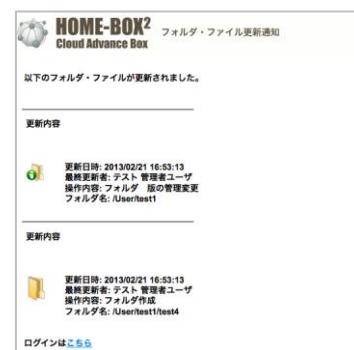 HOME-BOX2 フォルダ・ファイル更新通知
Cloud Advance Box
以下のフォルダ・ファイルが更新されました。
更新内容
更新日時: 2013/02/21 16:53:13
最終更新者: テスト 管理者ユーザ
操作内容: フォルダ 版の管理変更
フォルダ名: /User/test1
更新内容
更新日時: 2013/02/21 16:53:13
最終更新者: テスト 管理者ユーザ
操作内容: フォルダ作成
フォルダ名: /User/test1/test4
ログインはこちら